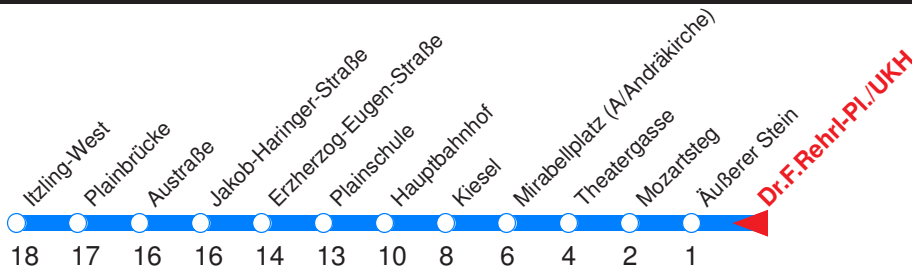 Itzling-West
Plainbrücke
Austraße
Jakob-Haringer-Straße
Erzherzog-Eugen-Straße
Plainschule
Hauptbahnhof
Kiesel
Mirabellplatz (A/Andräkirche)
Theatergasse
Mozartsteg
Äußerer Stein
Dr.F.Rehrl-Pl./UKH
18 17 16 16 14 13 10 8 6 4 2 1